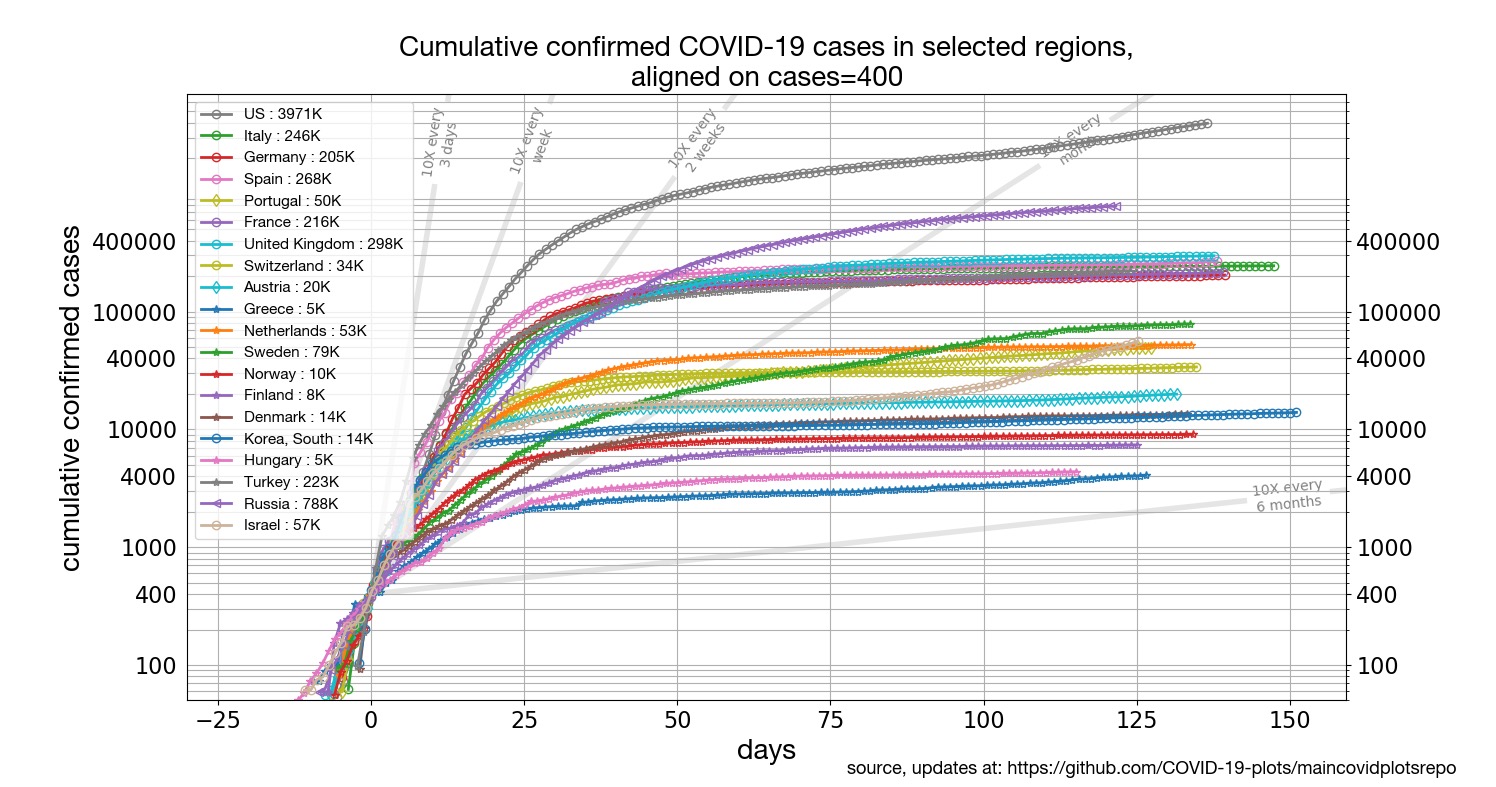 Cumulative confirmed COVID-19 cases in selected regions,
aligned on cases=400
US : 3971K
Italy : 246K
Germany : 205K
Spain : 268K
Portugal : 50K
France : 216K
United Kingdom : 298K
Switzerland : 34K
Austria : 20K
Greece : 5K
Netherlands : 53K
Sweden : 79K
Norway : 10K
Finland : 8K
Denmark : 14K
Korea, South : 14K
Hungary : 5K
Turkey : 223K
Russia : 788K
Israel : 57K
10X every
3 days
10X every
week
10X every
2 weeks
10X every
month
10X every
6 months
cumulative confirmed cases
400000
100000
40000
10000
4000
1000
400
100
400000
100000
40000
10000
4000
1000
400
100
−25
0
25
50
75
100
125
150
days
source, updates at: https://github.com/COVID-19-plots/maincovidplotsrepo